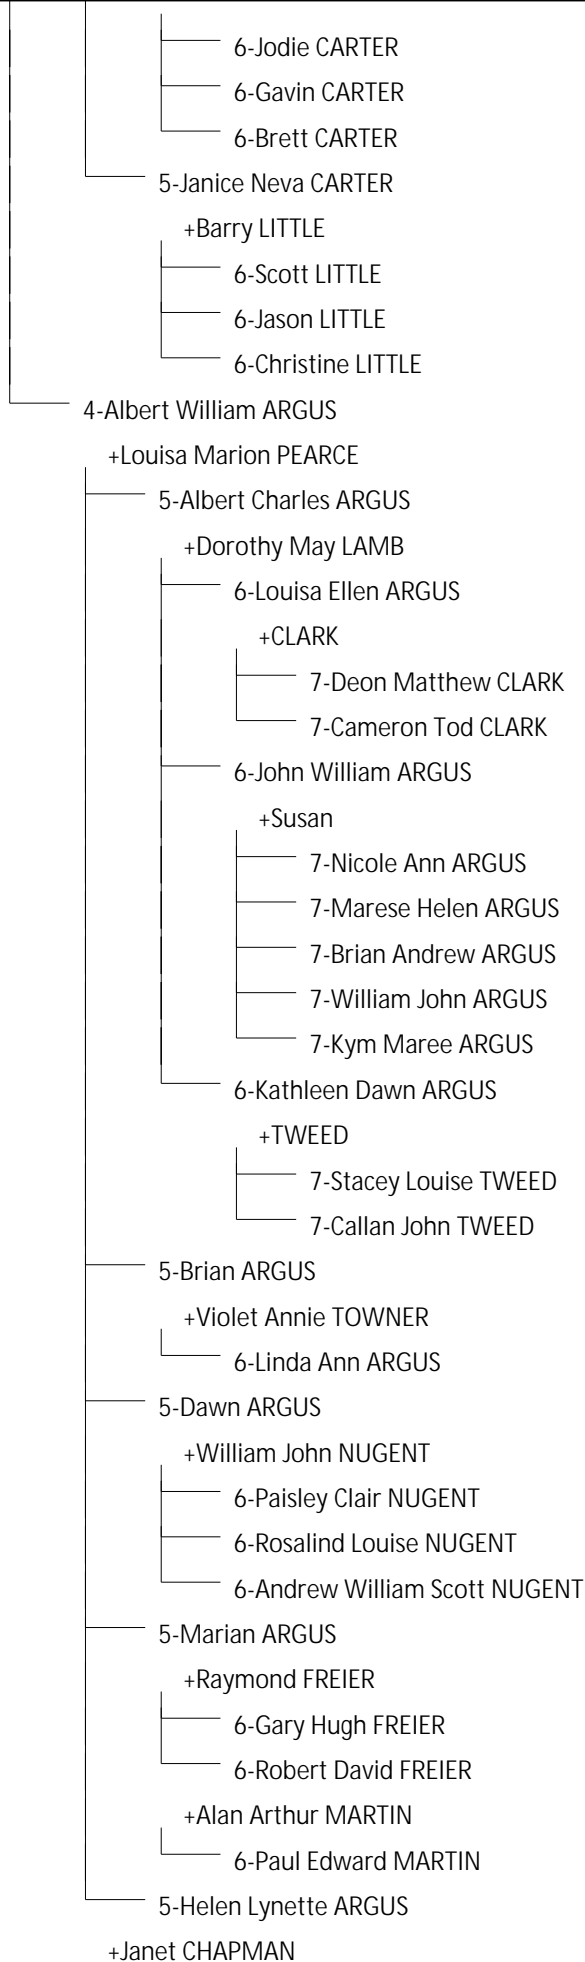 6-Jodie CARTER
6-Gavin CARTER
6-Brett CARTER
5-Janice Neva CARTER
+Barry LITTLE
6-Scott LITTLE
6-Jason LITTLE
6-Christine LITTLE
4-Albert William ARGUS
+Louisa Marion PEARCE
5-Albert Charles ARGUS
+Dorothy May LAMB
6-Louisa Ellen ARGUS
+CLARK
7-Deon Matthew CLARK
7-Cameron Tod CLARK
6-John William ARGUS
+Susan
7-Nicole Ann ARGUS
7-Marese Helen ARGUS
7-Brian Andrew ARGUS
7-William John ARGUS
7-Kym Maree ARGUS
6-Kathleen Dawn ARGUS
+TWEED
7-Stacey Louise TWEED
7-Callan John TWEED
5-Brian ARGUS
+Violet Annie TOWNER
6-Linda Ann ARGUS
5-Dawn ARGUS
+William John NUGENT
6-Paisley Clair NUGENT
6-Rosalind Louise NUGENT
6-Andrew William Scott NUGENT
5-Marian ARGUS
+Raymond FREIER
6-Gary Hugh FREIER
6-Robert David FREIER
+Alan Arthur MARTIN
6-Paul Edward MARTIN
5-Helen Lynette ARGUS
+Janet CHAPMAN